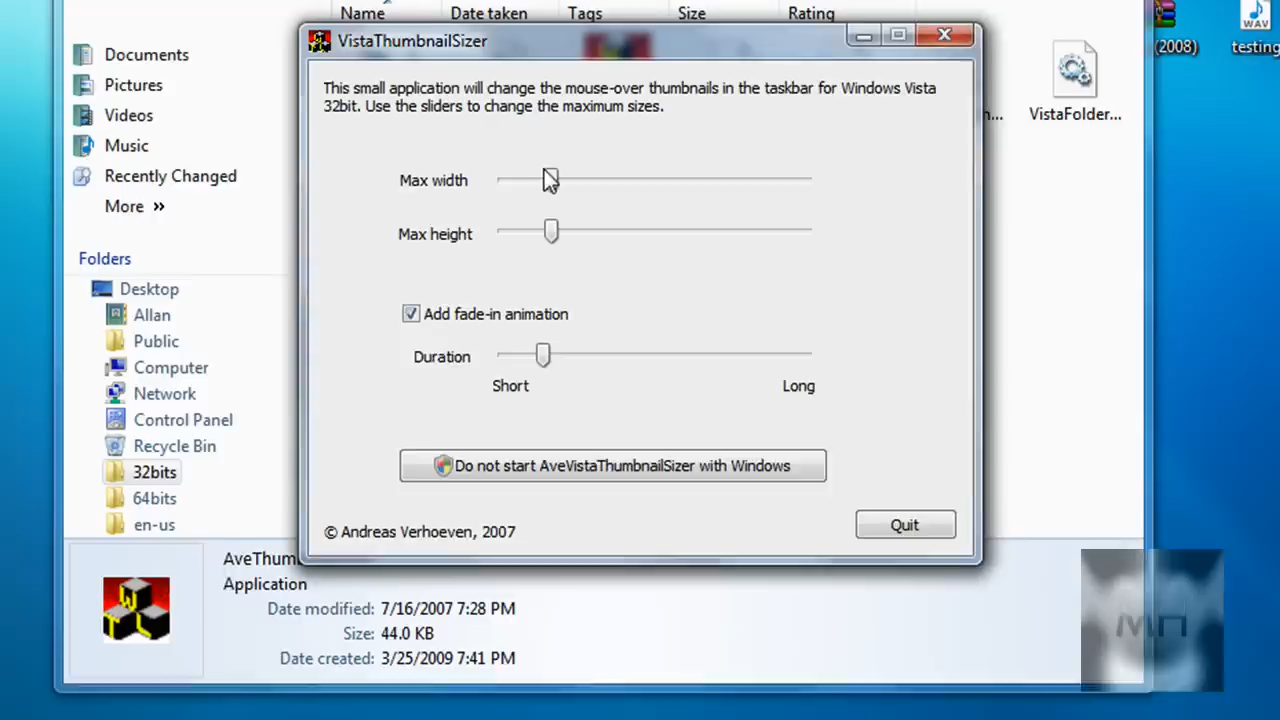 Name
Date taken
Tags
Size
Rating
(2008)
testing
VistaFolder...
Documents
Pictures
Videos
Music
Recently Changed
More »
Folders
Desktop
Allan
Public
Computer
Network
Control Panel
Recycle Bin
32bits
64bits
en-us
VistaThumbnailSizer
This small application will change the mouse-over thumbnails in the taskbar for Windows Vista
32bit. Use the sliders to change the maximum sizes.
Max width
Max height
Add fade-in animation
Duration
Short
Long
Do not start AveVistaThumbnailSizer with Windows
© Andreas Verhoeven, 2007
Quit
AveThum
Application
Date modified: 7/16/2007 7:28 PM
Size: 44.0 KB
Date created: 3/25/2009 7:41 PM
WAV